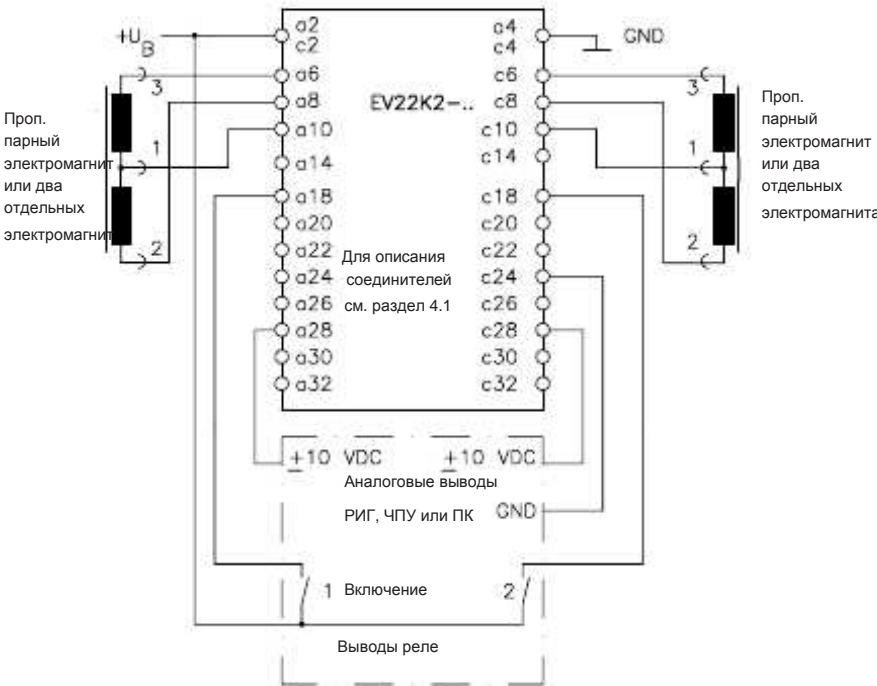 +U
B
a2
c2
a4
c4
GND
3
a6
c6
3
a8
EV22K2-..
c8
Проп.
парный
электромагнит
или два
отдельных
электромагнит
1
a10
c10
1
Проп.
парный
электромагнит
или два
отдельных
электромагнита
a14
c14
a18
c18
a20
c20
2
a22
c22
2
Для описания
соединителей
см. раздел 4.1
a24
c24
a26
c26
a28
c28
a30
c30
a32
c32
±10 VDC
±10 VDC
Аналоговые выводы
РИГ, ЧПУ или ПК
GND
1
Включение
2
Выводы реле